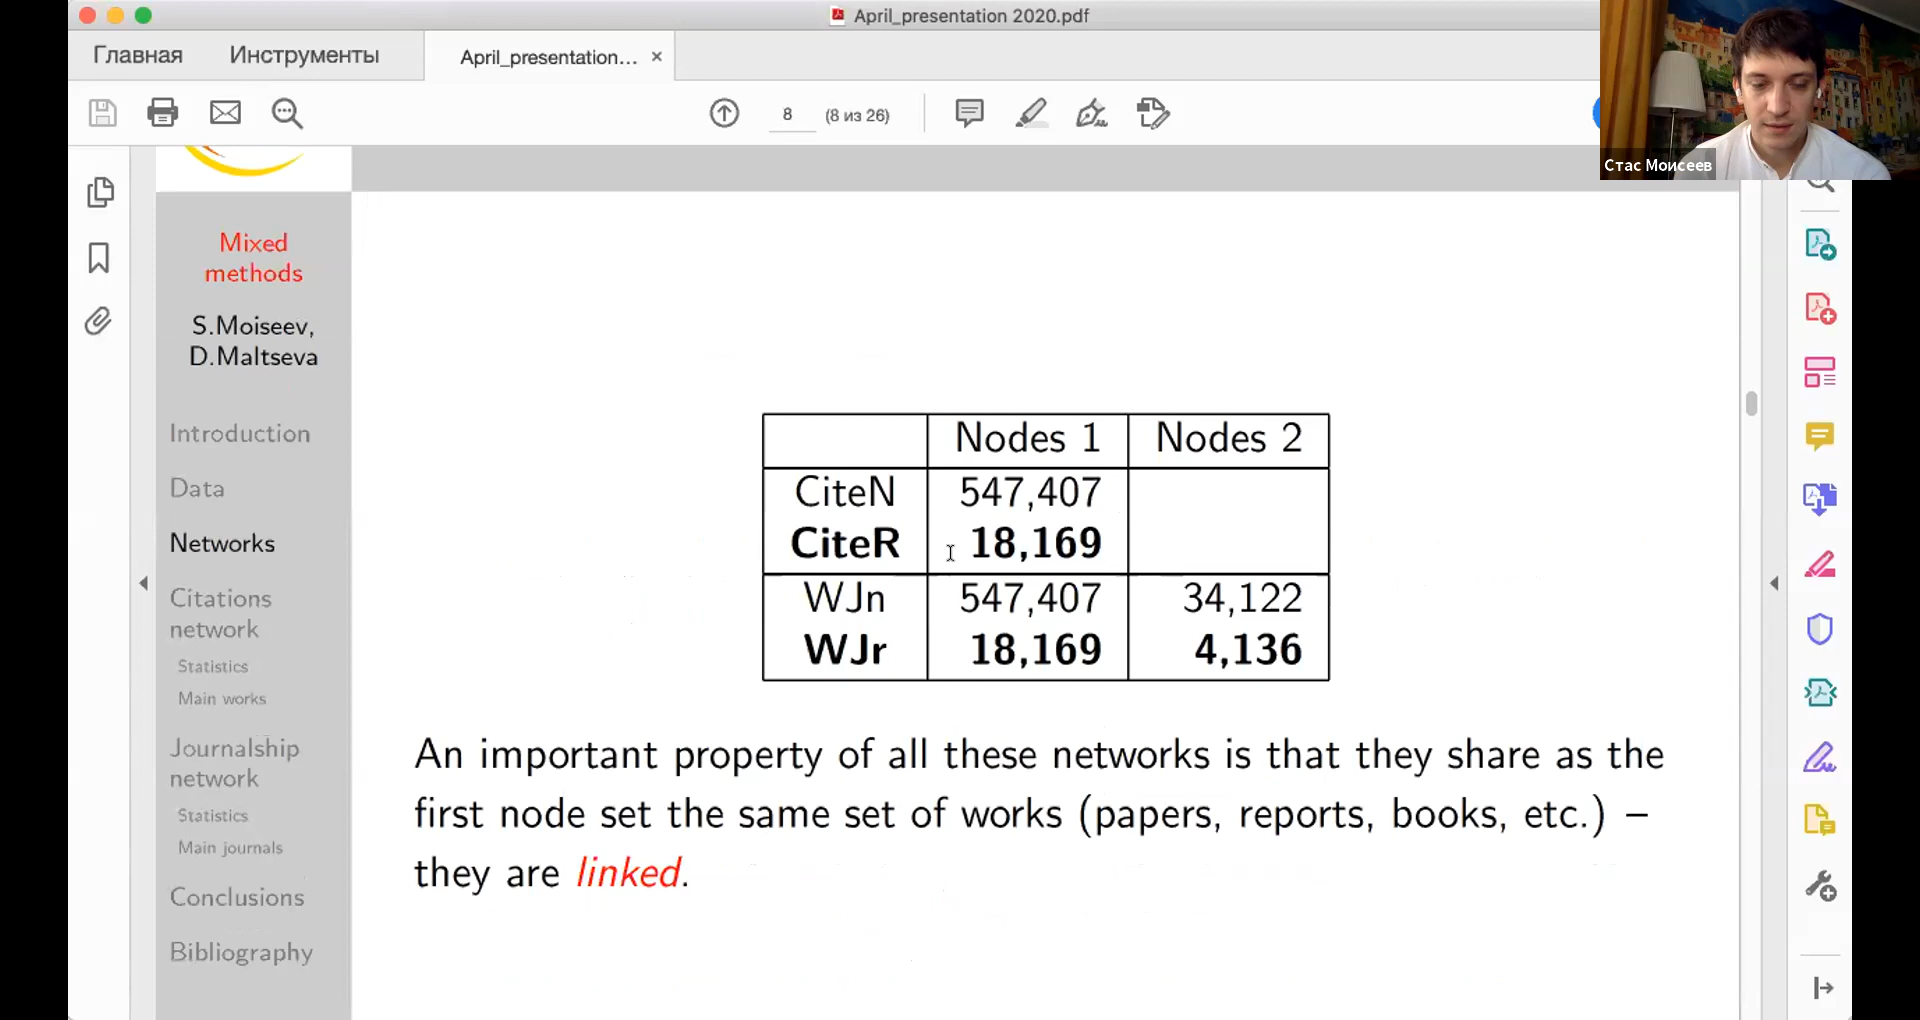 April_presentation 2020.pdf
Главная
Инструменты
April_presentation...
8
(8 из 26)
Стас Моисеев
Mixed
methods
S.Moiseev,
D.Maltseva
Introduction
Data
Networks
Citations
network
Statistics
Main works
Journalship
network
Statistics
Main journals
Conclusions
Bibliography
Nodes 1 Nodes 2
CiteN 547,407
CiteR 18,169
WJn 547,407 34,122
WJr 18,169 4,136
An important property of all these networks is that they share as the
first node set the same set of works (papers, reports, books, etc.) –
they are linked.